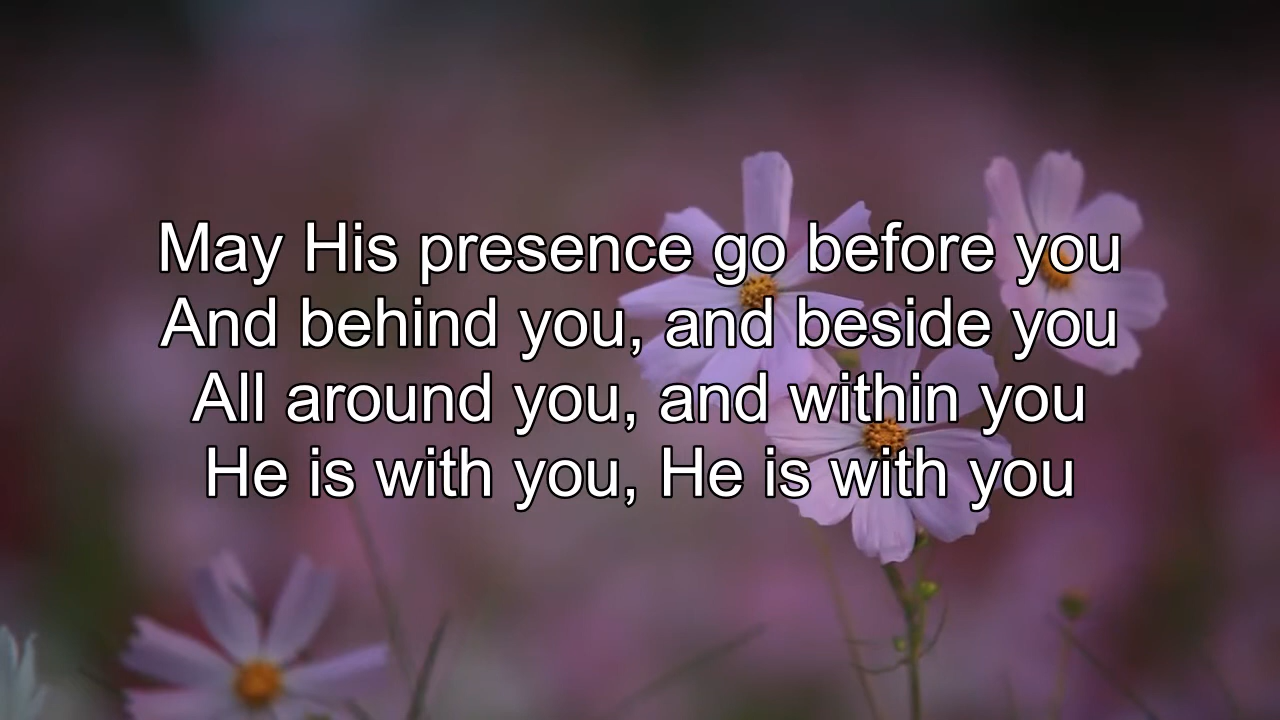 May His presence go before you
And behind you, and beside you
All around you, and within you
He is with you, He is with you